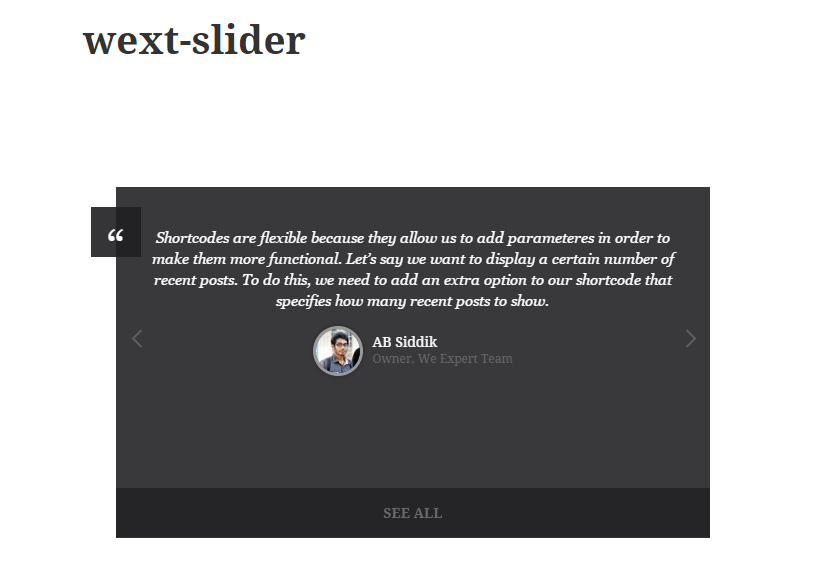 wext-slider
“
Shortcodes are flexible because they allow us to add parameteres in order to
make them more functional. Let’s say we want to display a certain number of
recent posts. To do this, we need to add an extra option to our shortcode that
specifies how many recent posts to show.
AB Siddik
Owner. We Expert Team
SEE ALL